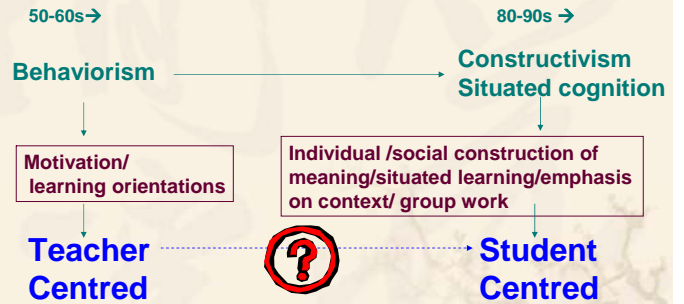 50-60s→
80-90s →
Behaviorism
Constructivism
Situated cognition
Motivation/
learning orientations
Individual /social construction of
meaning/situated learning/emphasis
on context/ group work
Teacher
Centred
?
Student
Centred